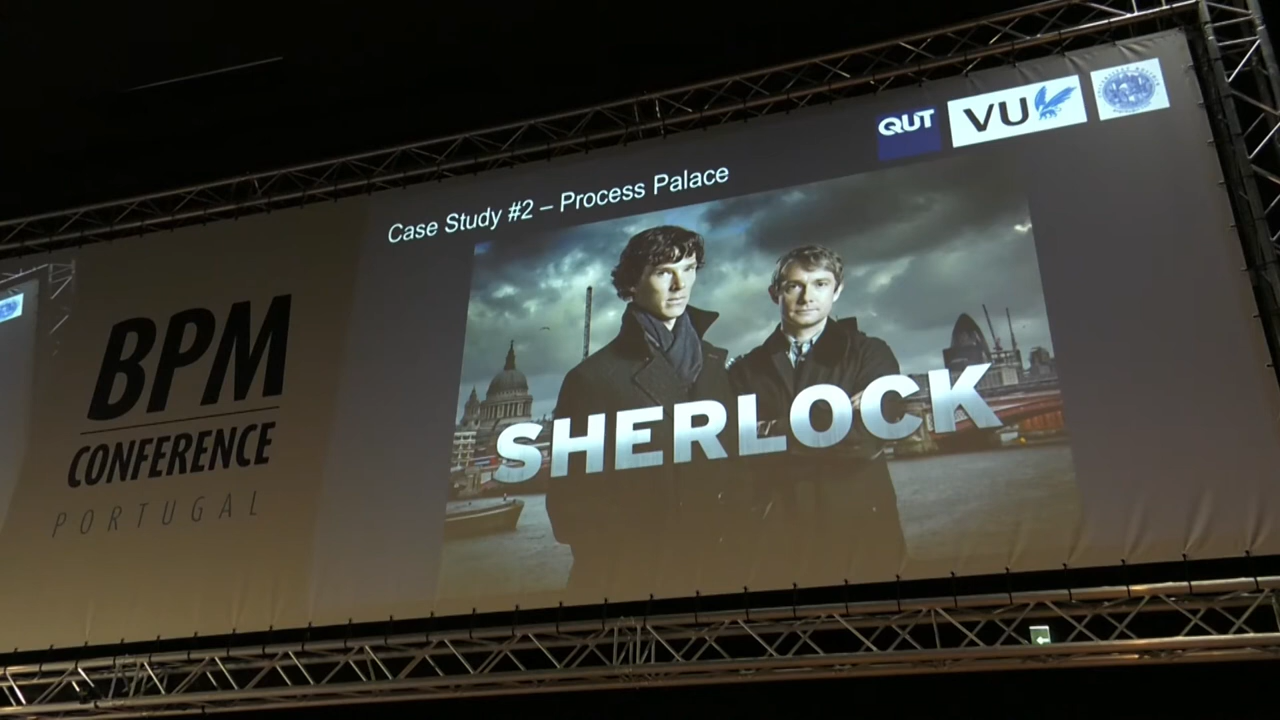 QUT
VU
Case Study #2 – Process Palace
BPM
CONFERENCE
PORTUGAL
SHERLOCK